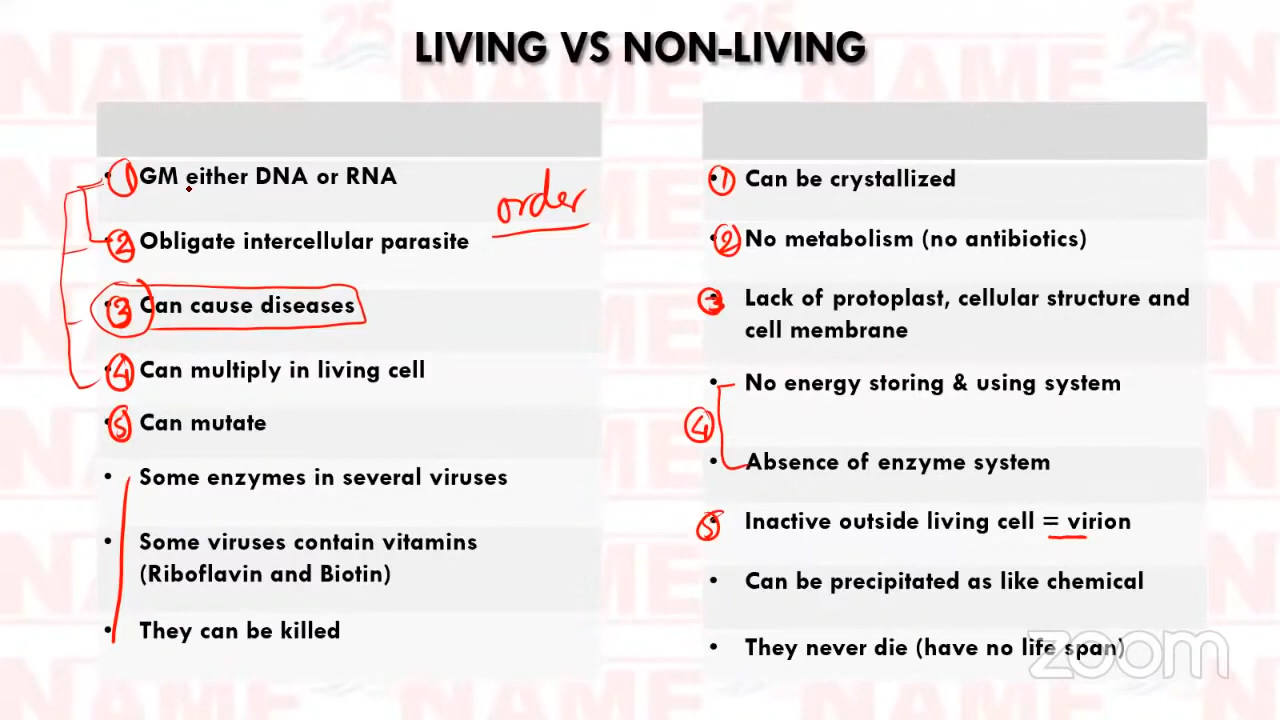 LIVING VS NON-LIVING
① GM either DNA or RNA
order
② Obligate intercellular parasite
③ Can cause diseases
④ Can multiply in living cell
⑤ Can mutate
• Some enzymes in several viruses
• Some viruses contain vitamins
(Riboflavin and Biotin)
• They can be killed
① Can be crystallized
② No metabolism (no antibiotics)
③ Lack of protoplast, cellular structure and
cell membrane
• No energy storing & using system
④
• Absence of enzyme system
⑤ Inactive outside living cell = virion
• Can be precipitated as like chemical
• They never die (have no life span)
zoom
NAME
25